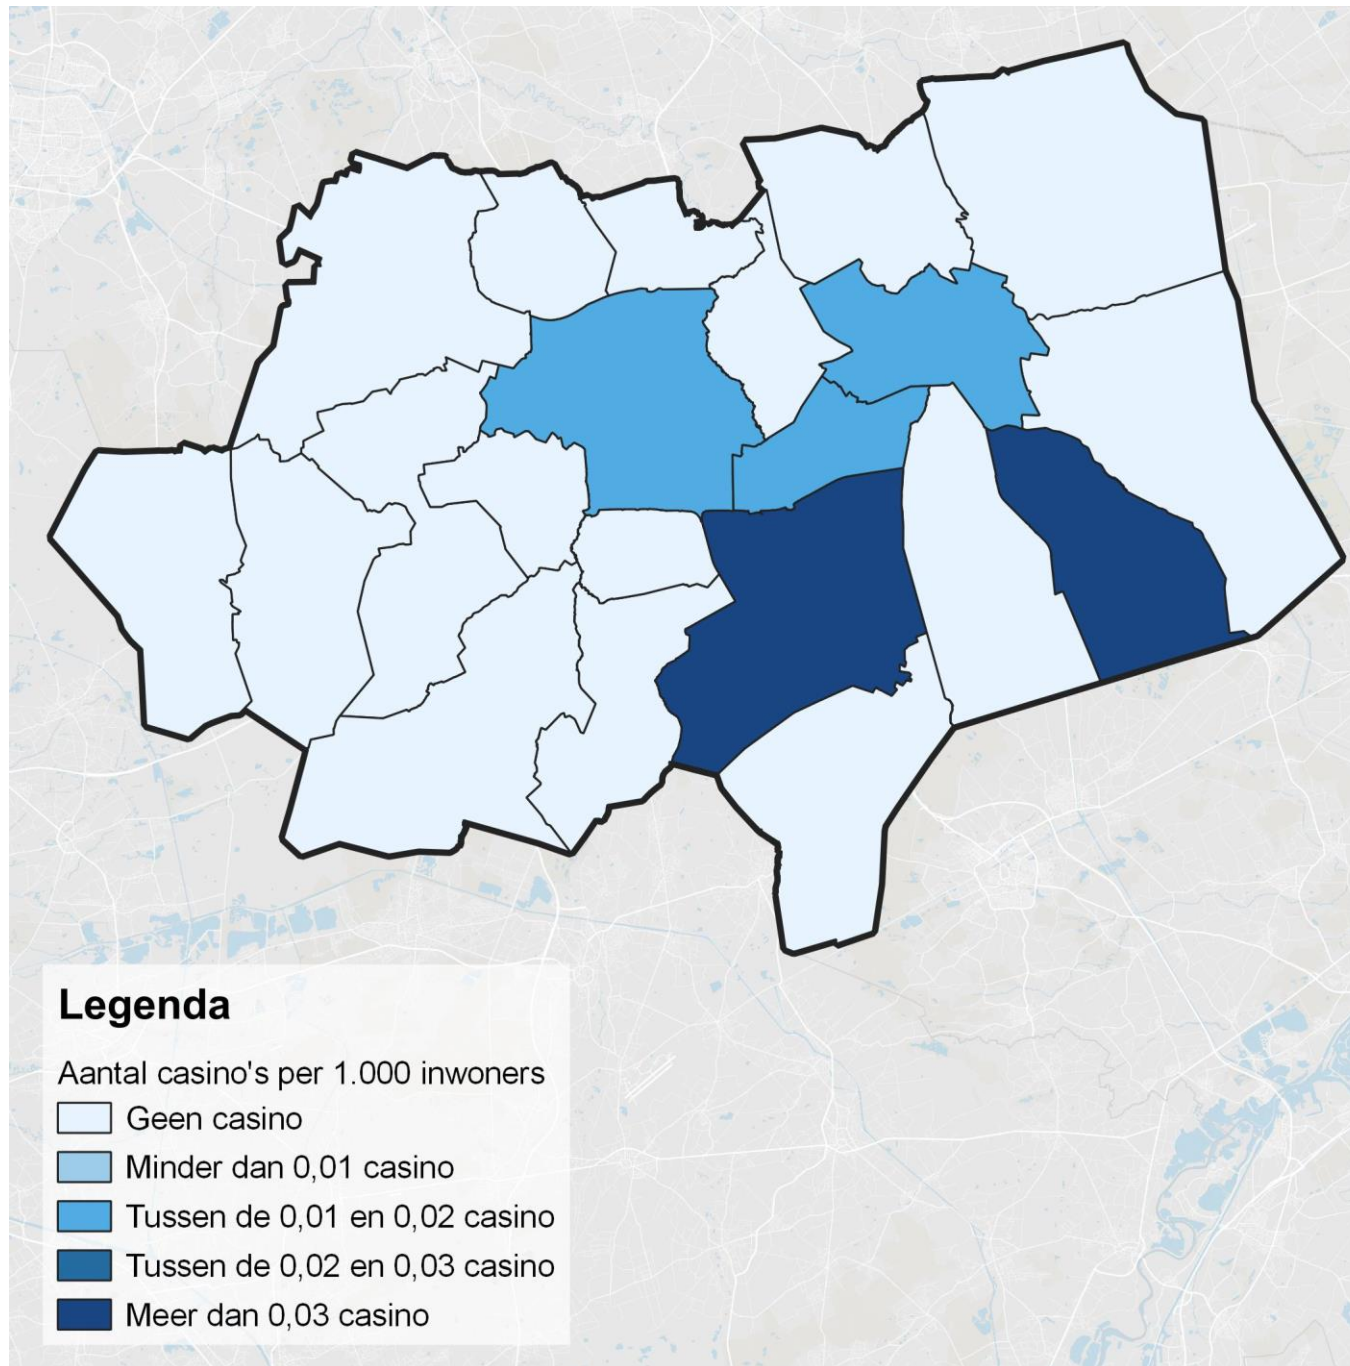 Legenda
Aantal casino's per 1.000 inwoners
Geen casino
Minder dan 0,01 casino
Tussen de 0,01 en 0,02 casino
Tussen de 0,02 en 0,03 casino
Meer dan 0,03 casino